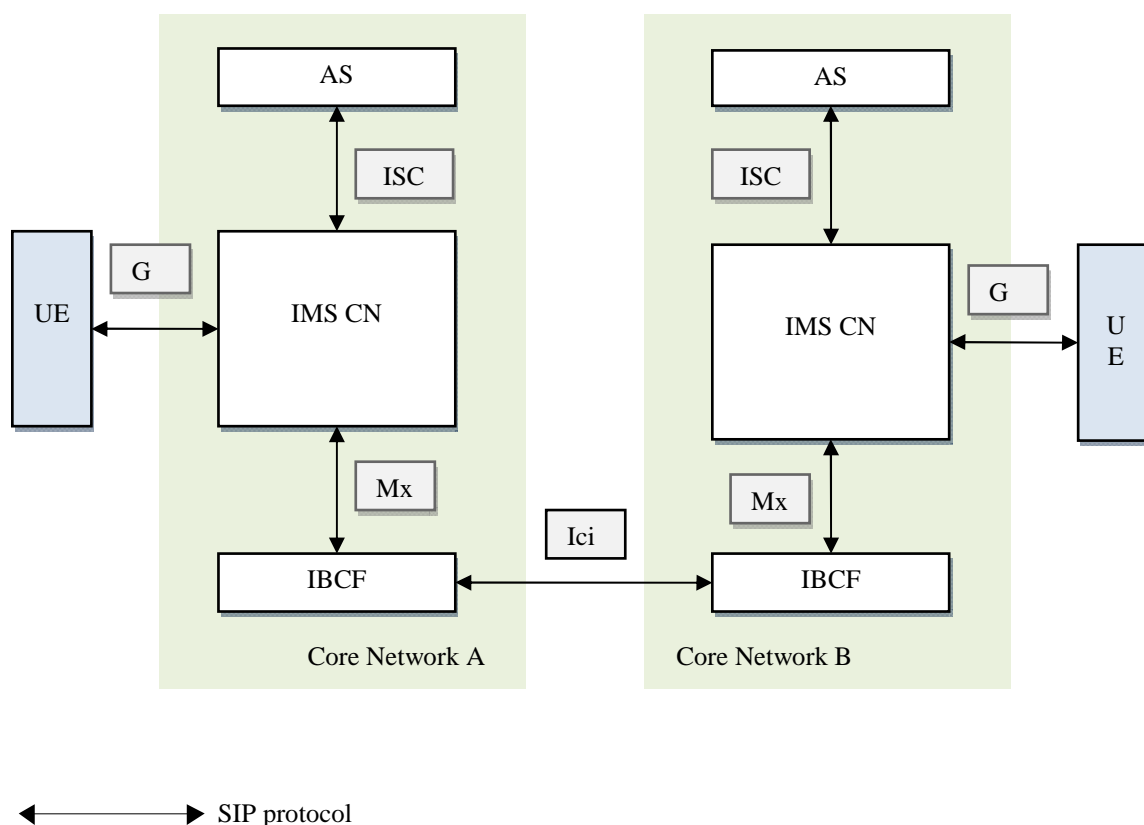 AS
AS
ISC
ISC
G
G
UE
IMS CN
IMS CN
U
E
Mx
Mx
Ici
IBCF
IBCF
Core Network A
Core Network B
SIP protocol